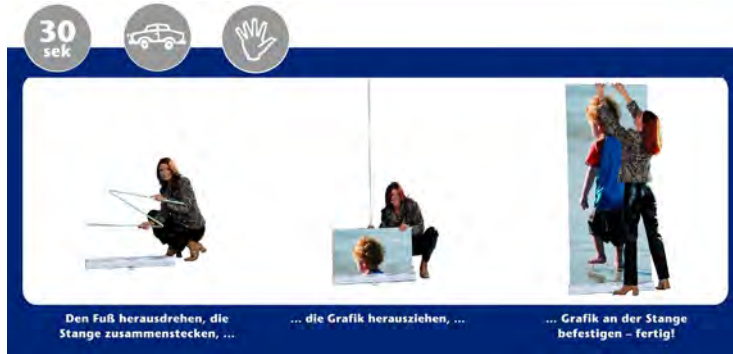 30
sek
Den Fuß herausdrehen, die
Stange zusammenstecken, ...
... die Grafik herausziehen, ...
... Grafik an der Stange
befestigen – fertig!